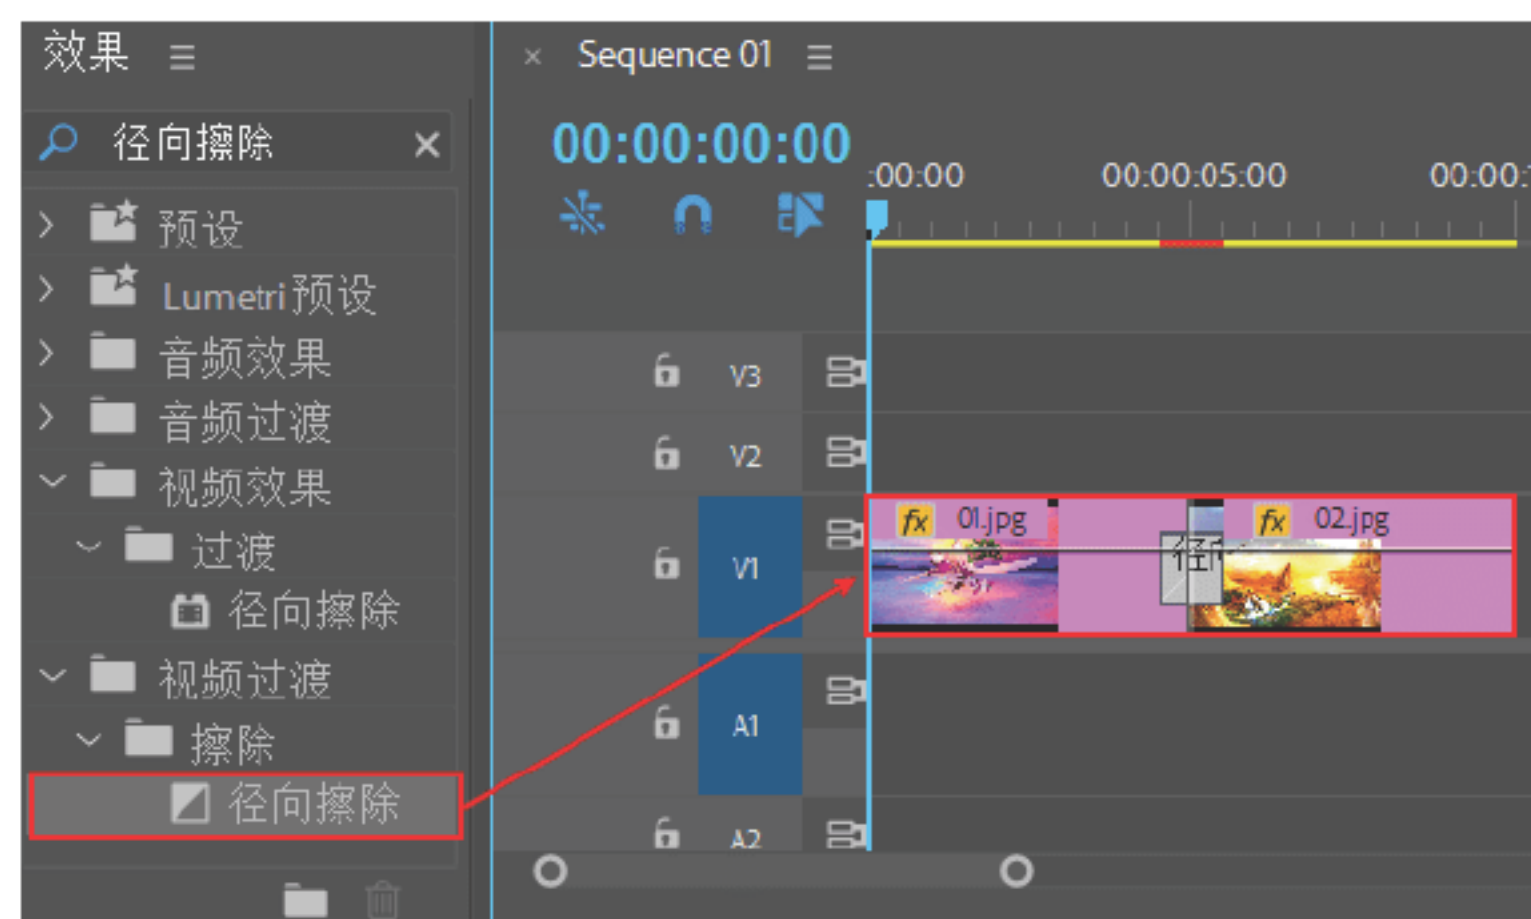 效果
径向擦除
预设
Lumetri预设
音频效果
音频过渡
视频效果
过渡
径向擦除
视频过渡
擦除
径向擦除
Sequence 01
00:00:00:00
:00:00 00:00:05:00 00:00:
V3
V2
fx 01.jpg fx 02.jpg
径
V1
A1
A2